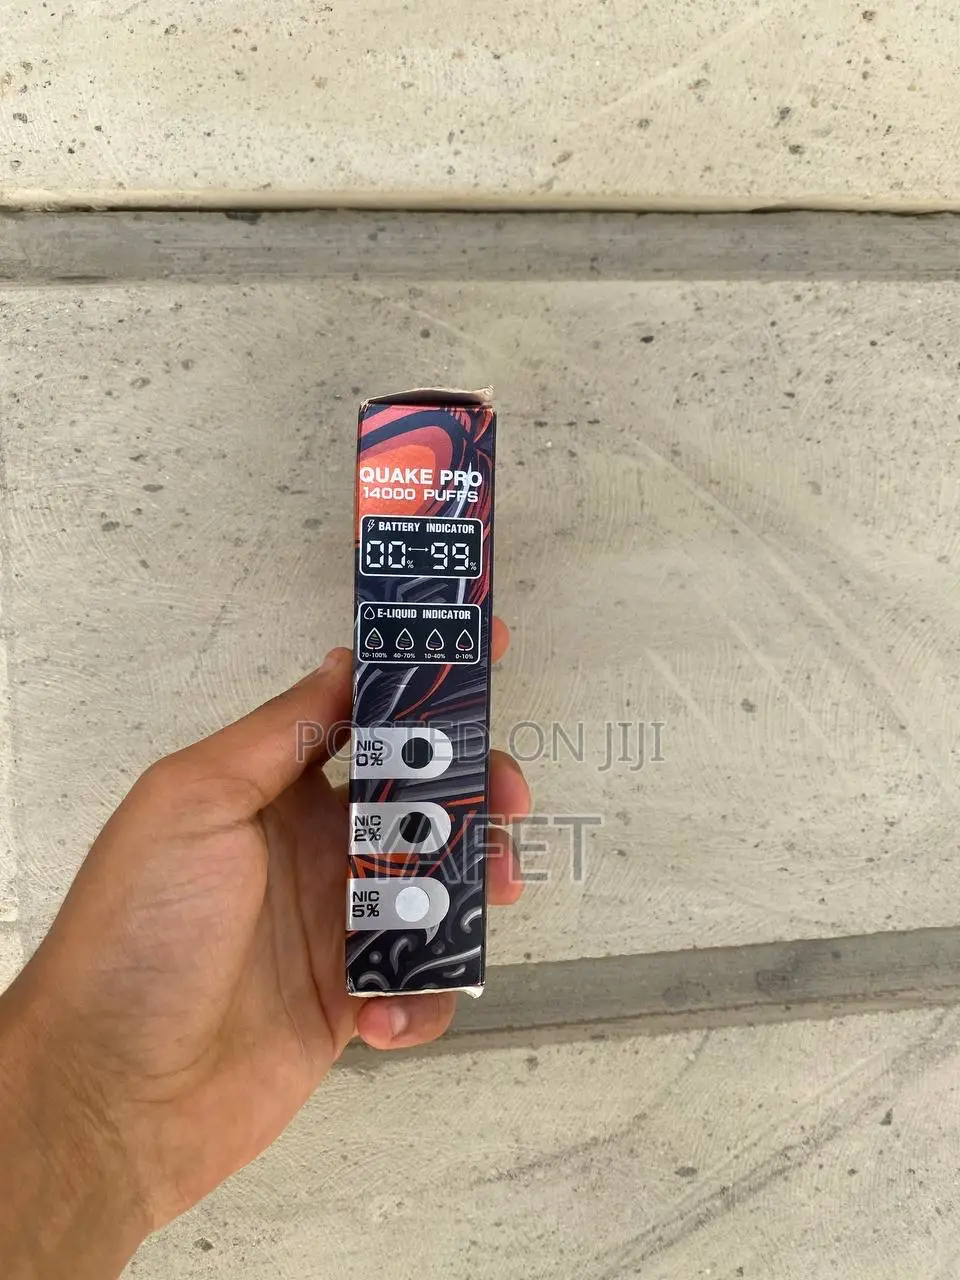 QUAKE PRO
14000 PUFFS
BATTERY INDICATOR
00% ↔ 99%
E-LIQUID INDICATOR
70-100% 40-70% 10-40% 0-10%
POSTED ON JIJI
NIC
0%
NIC
2%
YAFET
NIC
5%